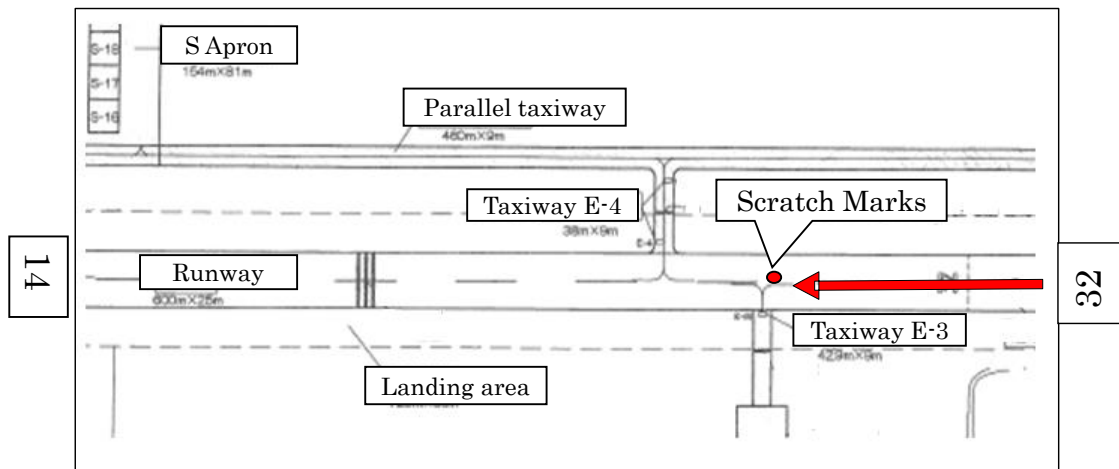 S-18
S Apron
154m×81m
S-17
S-16
Parallel taxiway
460m×9m
Taxiway E-4
38m×9m
E-4
Scratch Marks
14
Runway
600m×25m
32
Taxiway E-3
429m×9m
Landing area